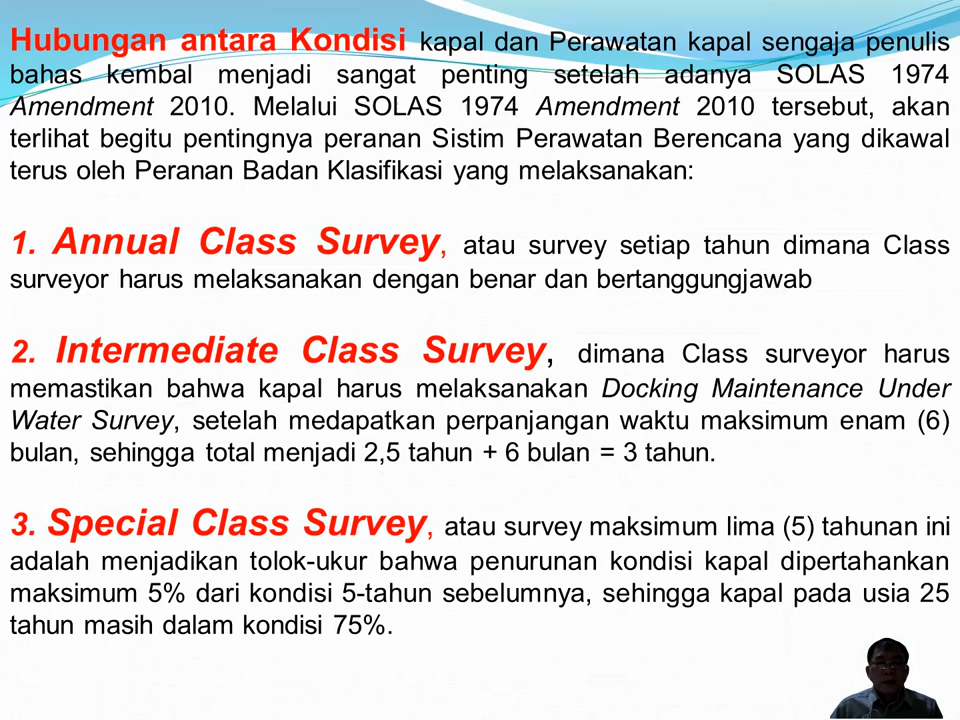 Hubungan antara Kondisi kapal dan Perawatan kapal sengaja penulis
bahas kembal menjadi sangat penting setelah adanya SOLAS 1974
Amendment 2010. Melalui SOLAS 1974 Amendment 2010 tersebut, akan
terlihat begitu pentingnya peranan Sistim Perawatan Berencana yang dikawal
terus oleh Peranan Badan Klasifikasi yang melaksanakan:
1. Annual Class Survey, atau survey setiap tahun dimana Class
surveyor harus melaksanakan dengan benar dan bertanggungjawab
2. Intermediate Class Survey, dimana Class surveyor harus
memastikan bahwa kapal harus melaksanakan Docking Maintenance Under
Water Survey, setelah medapatkan perpanjangan waktu maksimum enam (6)
bulan, sehingga total menjadi 2,5 tahun + 6 bulan = 3 tahun.
3. Special Class Survey, atau survey maksimum lima (5) tahunan ini
adalah menjadikan tolok-ukur bahwa penurunan kondisi kapal dipertahankan
maksimum 5% dari kondisi 5-tahun sebelumnya, sehingga kapal pada usia 25
tahun masih dalam kondisi 75%.